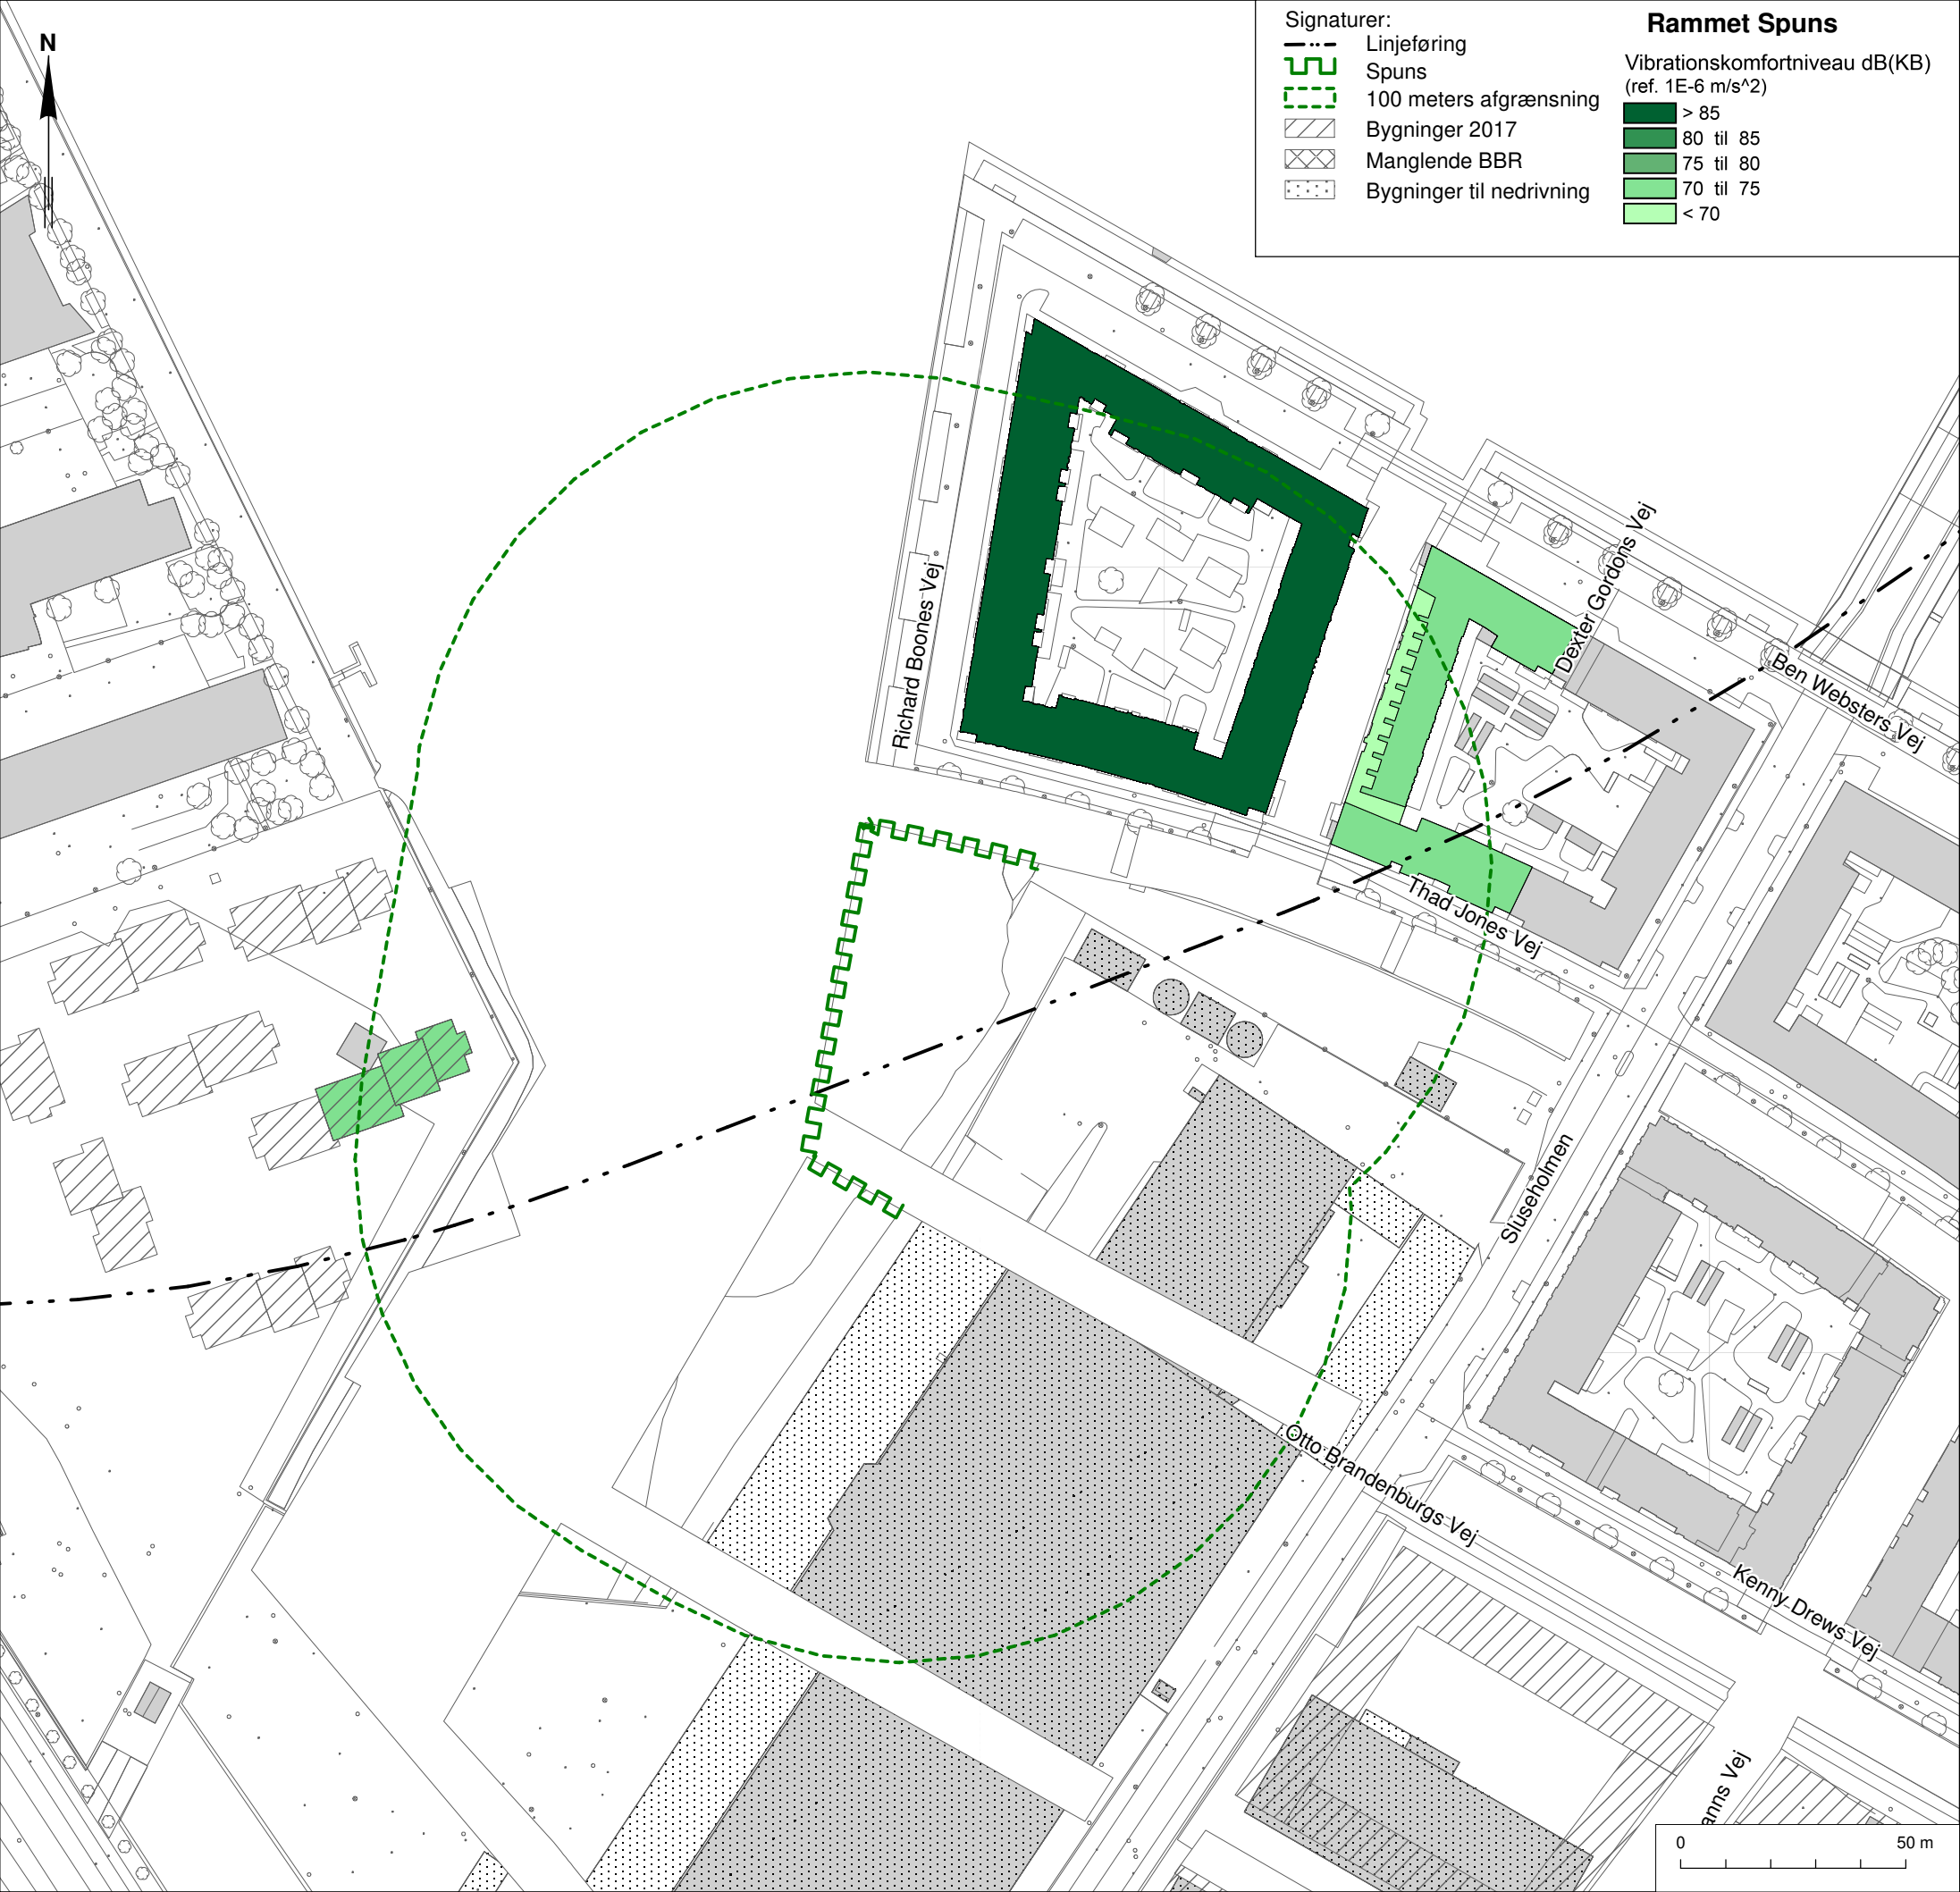 N
Signaturer:
Linjeføring
Spuns
100 meters afgrænsning
Bygninger 2017
Manglende BBR
Bygninger til nedrivning
Rammet Spuns
Vibrationskomfortniveau dB(KB)
(ref. 1E-6 m/s^2)
> 85
80 til 85
75 til 80
70 til 75
< 70
Richard Boones Vej
Dexter Gordons Vej
Ben Websters Vej
Thad Jones Vej
Sluseholmen
Otto Brandenburgs Vej
Kenny Drews Vej
anns Vej
0 50 m